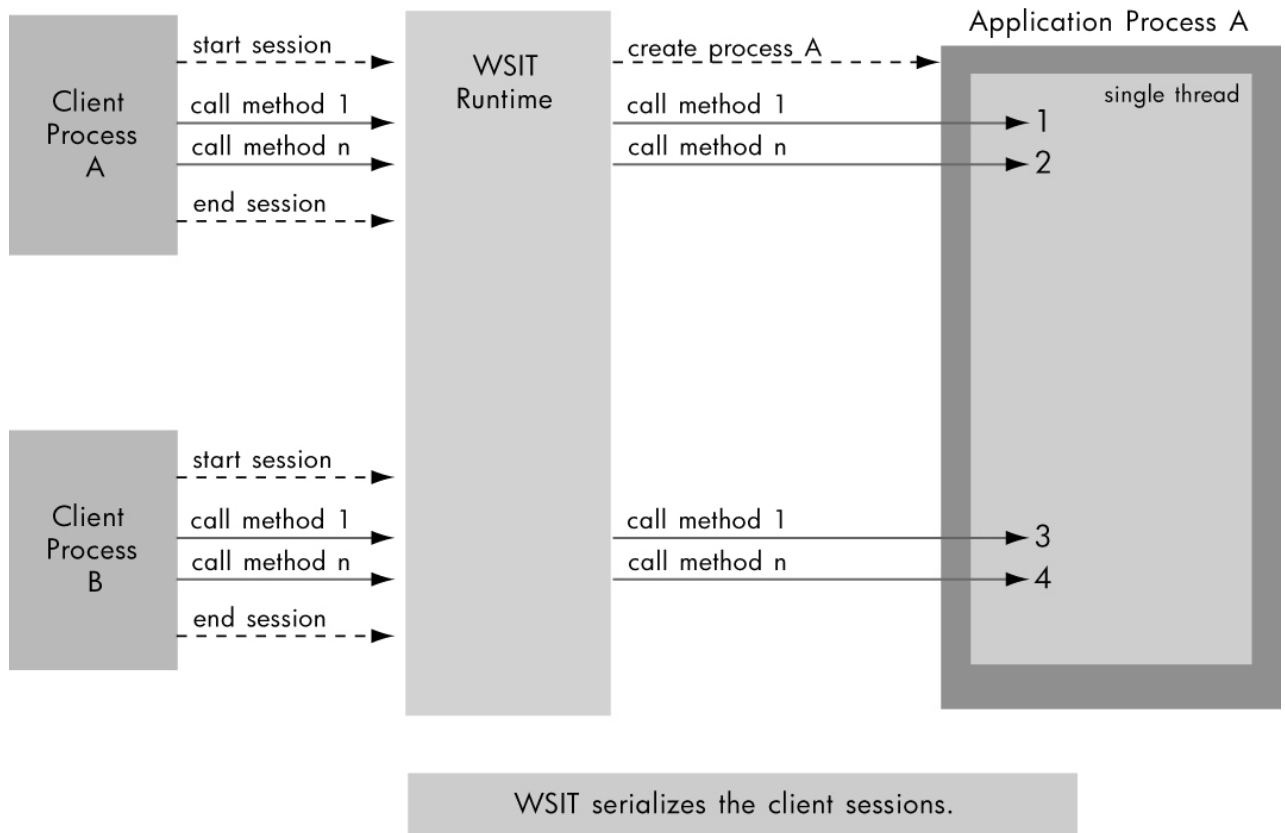 Application Process A
start session
create process A
WSIT
Runtime
single thread
Client
Process
A
call method 1
call method 1
1
call method n
call method n
2
end session
start session
Client
Process
B
call method 1
call method 1
3
call method n
call method n
4
end session
WSIT serializes the client sessions.